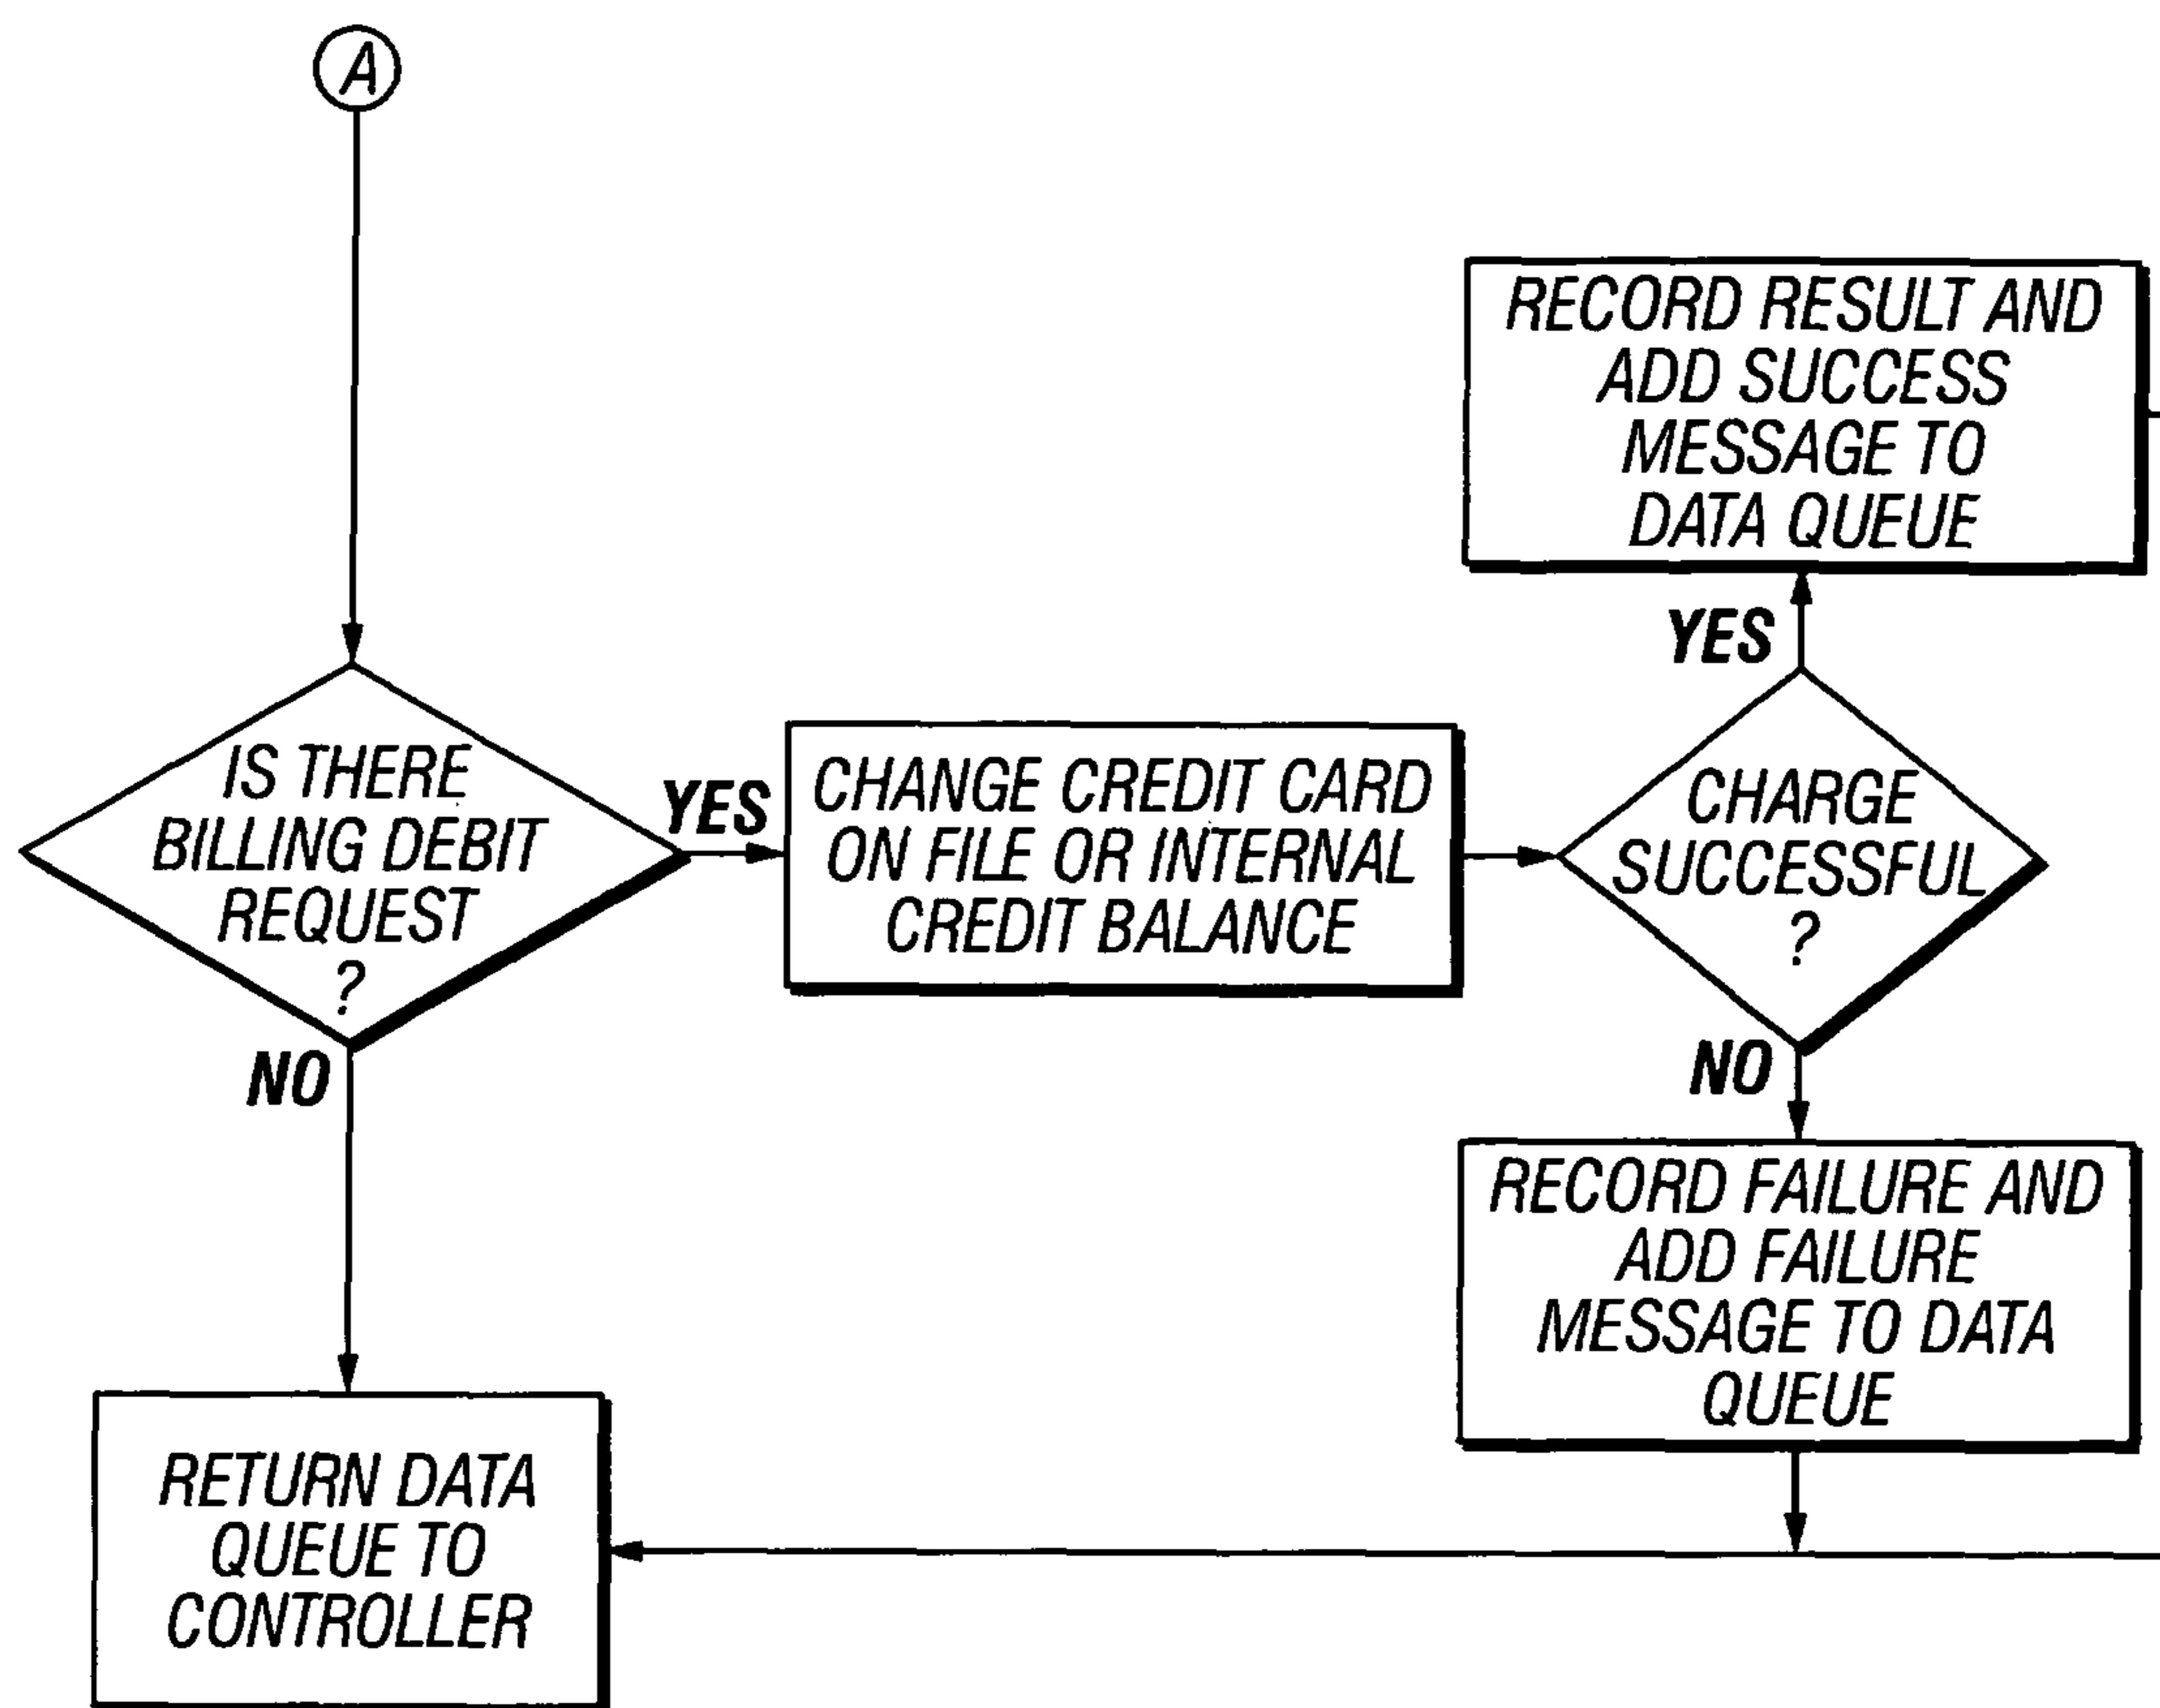 A
RECORD RESULT AND
ADD SUCCESS
MESSAGE TO
DATA QUEUE
YES
IS THERE
BILLING DEBIT
REQUEST
?
YES
CHANGE CREDIT CARD
ON FILE OR INTERNAL
CREDIT BALANCE
CHARGE
SUCCESSFUL
?
NO
NO
RECORD FAILURE AND
ADD FAILURE
MESSAGE TO DATA
QUEUE
RETURN DATA
QUEUE TO
CONTROLLER